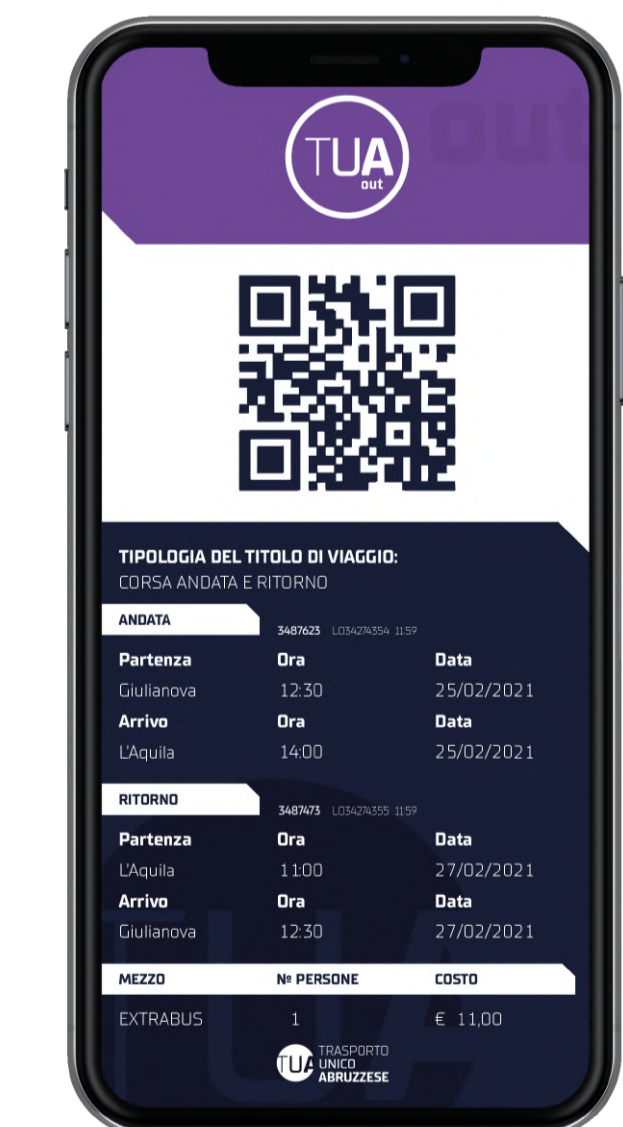 out
TUA
out
TIPOLOGIA DEL TITOLO DI VIAGGIO:
CORSA ANDATA E RITORNO
ANDATA 3487623 LO34274354 11:59
Partenza Ora Data
Giulianova 12:30 25/02/2021
Arrivo Ora Data
L'Aquila 14:00 25/02/2021
RITORNO 3487473 LO34274355 11:59
Partenza Ora Data
L'Aquila 11:00 27/02/2021
Arrivo Ora Data
Giulianova 12:30 27/02/2021
MEZZO Nº PERSONE COSTO
EXTRABUS 1 € 11,00
TUA
TUA TRASPORTO
UNICO
ABRUZZESE